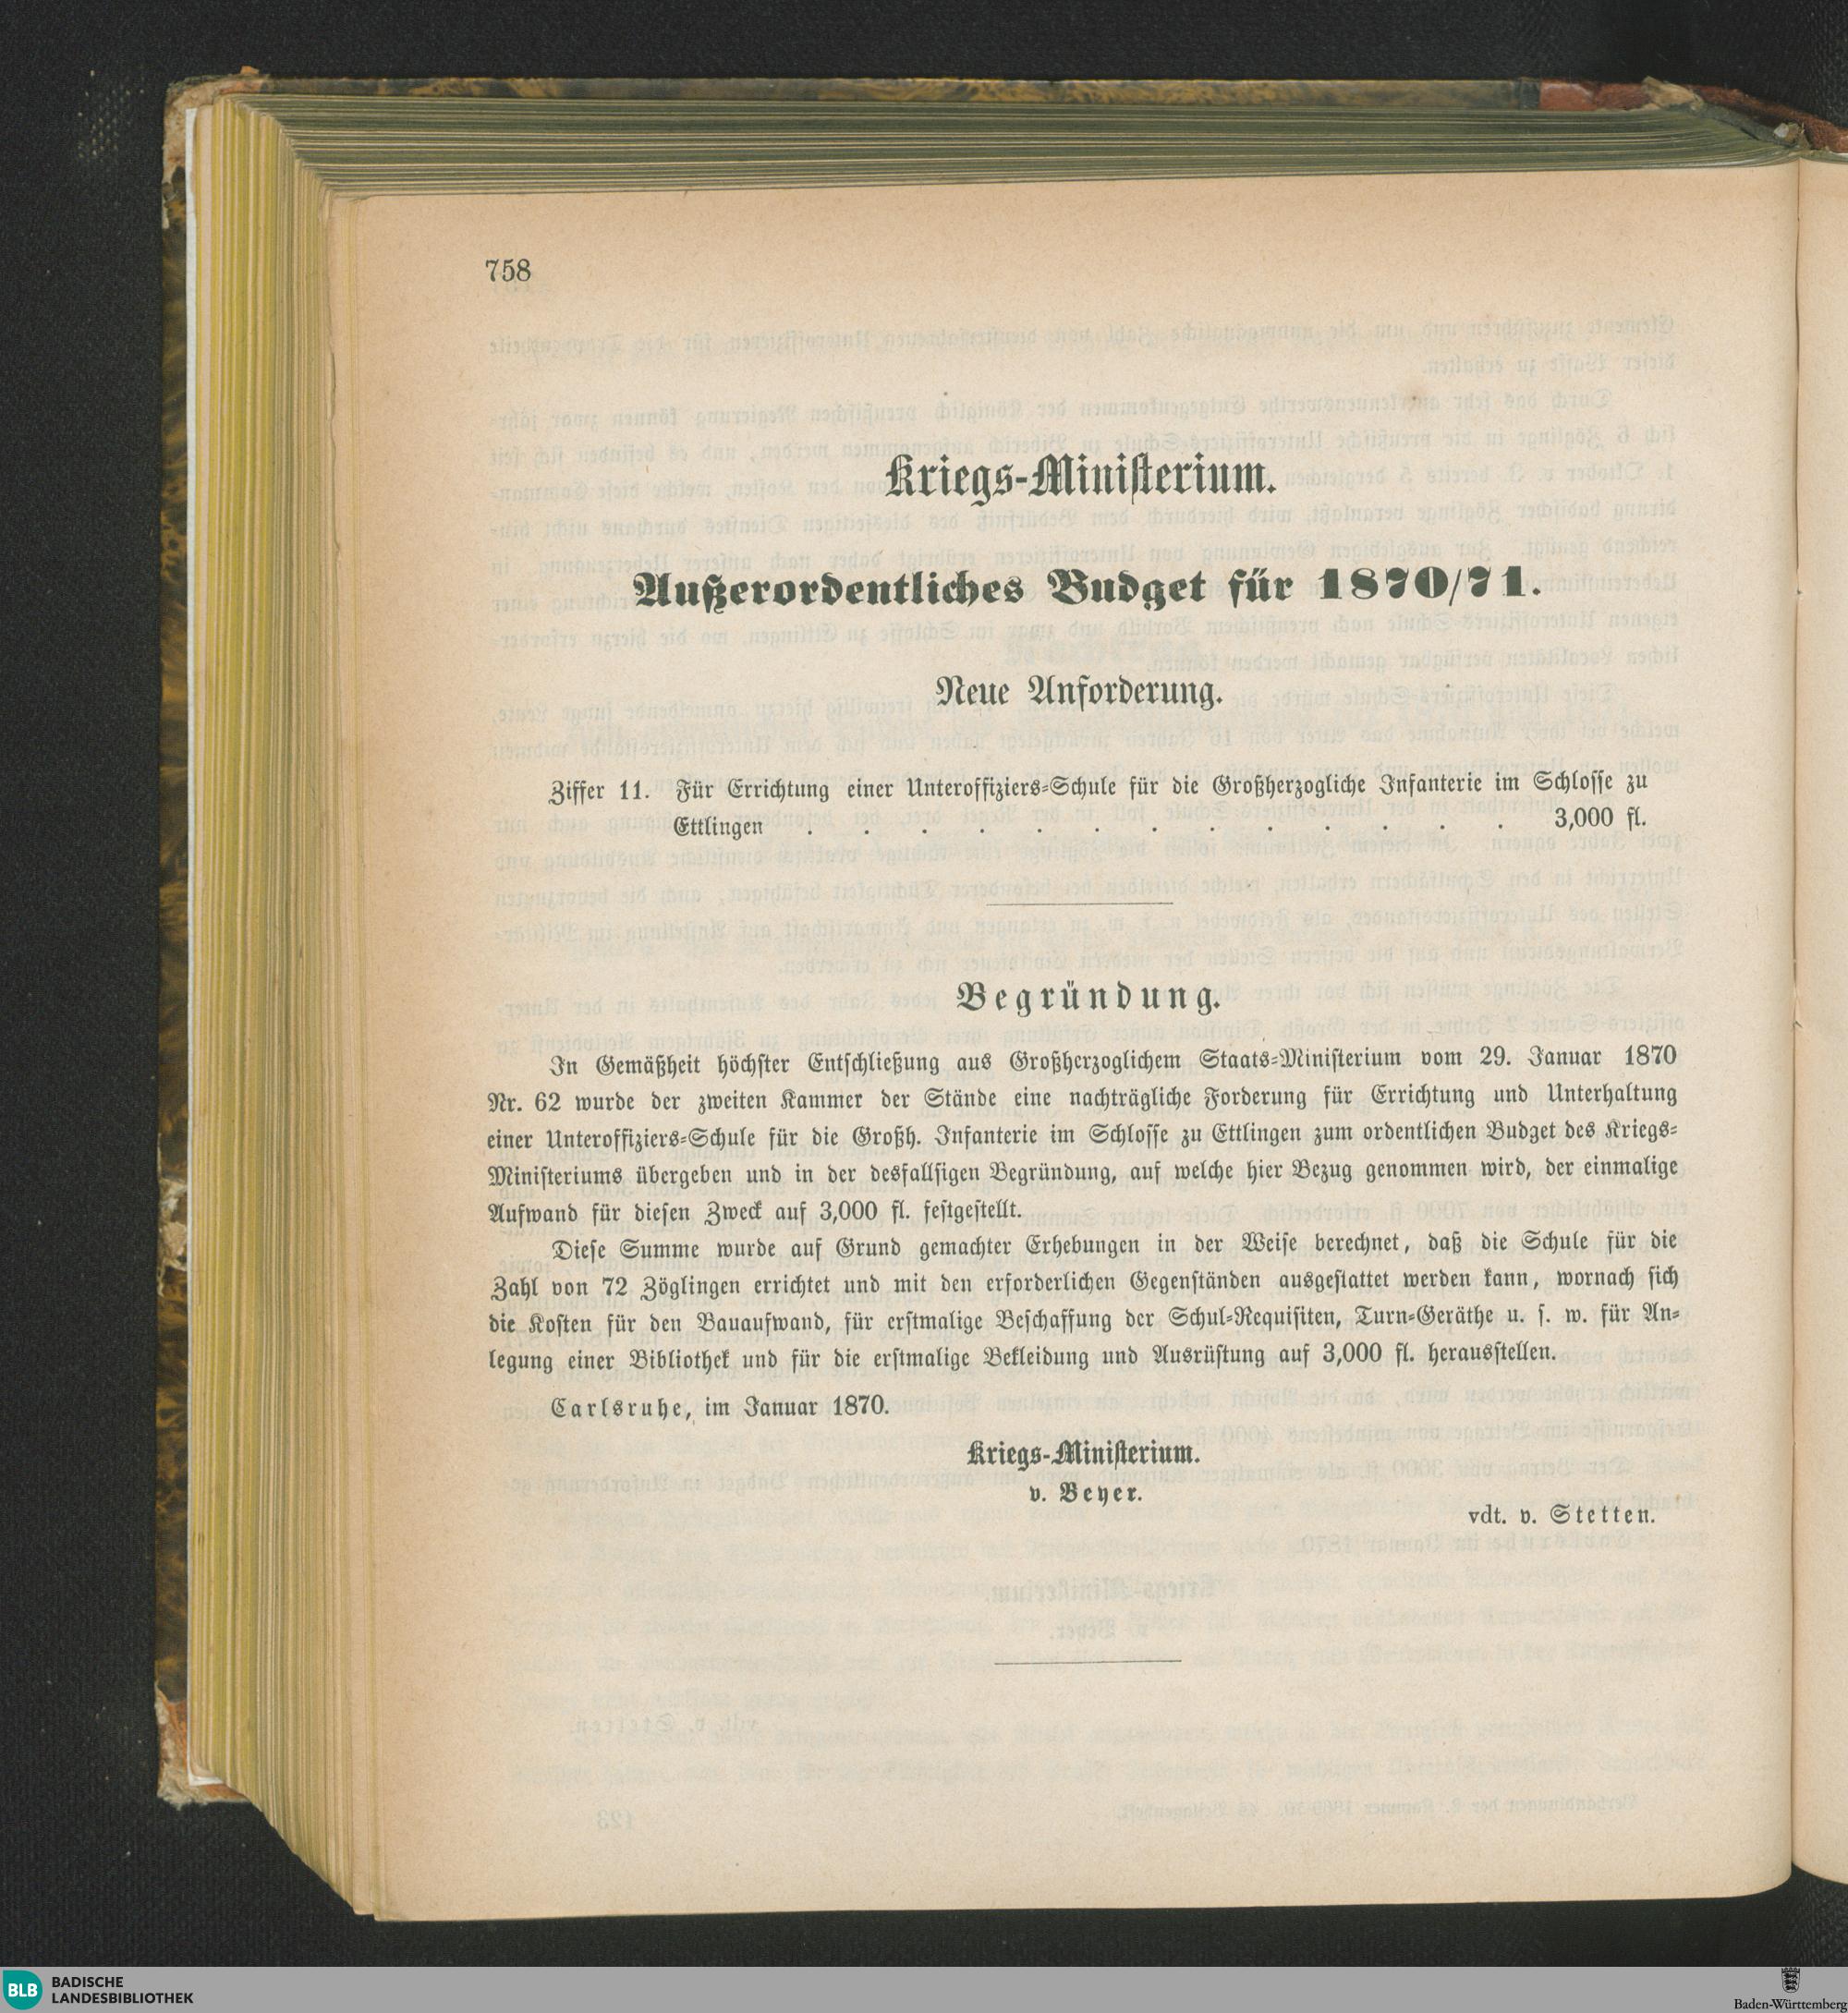 758
Kriegs-Ministerium.
Außerordentliches Budget für 1870/71.
Neue Anforderung.
Ziffer 11. Für Errichtung einer Unteroffiziers-Schule für die Großherzogliche Infanterie im Schlosse zu
Ettlingen . . . . . . . . . . . . . 3,000 fl.
Begründung.
In Gemäßheit höchster Entschließung aus Großherzoglichem Staats-Ministerium vom 29. Januar 1870
Nr. 62 wurde der zweiten Kammer der Stände eine nachträgliche Forderung für Errichtung und Unterhaltung
einer Unteroffiziers-Schule für die Großh. Infanterie im Schlosse zu Ettlingen zum ordentlichen Budget des Kriegs-
Ministeriums übergeben und in der desfallsigen Begründung, auf welche hier Bezug genommen wird, der einmalige
Aufwand für diesen Zweck auf 3,000 fl. festgestellt.
Diese Summe wurde auf Grund gemachter Erhebungen in der Weise berechnet, daß die Schule für die
Zahl von 72 Zöglingen errichtet und mit den erforderlichen Gegenständen ausgestattet werden kann, wornach sich
die Kosten für den Bauaufwand, für erstmalige Beschaffung der Schul-Requisiten, Turn-Geräthe u. s. w. für An-
legung einer Bibliothek und für die erstmalige Bekleidung und Ausrüstung auf 3,000 fl. herausstellen.
Carlsruhe, im Januar 1870.
Kriegs-Ministerium.
v. Beyer.
vdt. v. Stetten.
BLB BADISCHE
LANDESBIBLIOTHEK
Baden-Württemberg